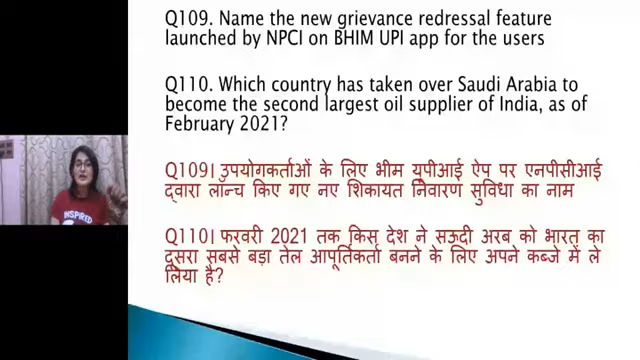 Q109. Name the new grievance redressal feature
launched by NPCI on BHIM UPI app for the users
Q110. Which country has taken over Saudi Arabia to
become the second largest oil supplier of India, as of
February 2021?
Q109। उपयोगकर्ताओं के लिए भीम यूपीआई ऐप पर एनपीसीआई
द्वारा लॉन्च किए गए नए शिकायत निवारण सुविधा का नाम
Q110। फरवरी 2021 तक किस देश ने सऊदी अरब को भारत का
दूसरा सबसे बड़ा तेल आपूर्तिकर्ता बनने के लिए अपने कब्जे में ले
लिया है?
INSPIRED